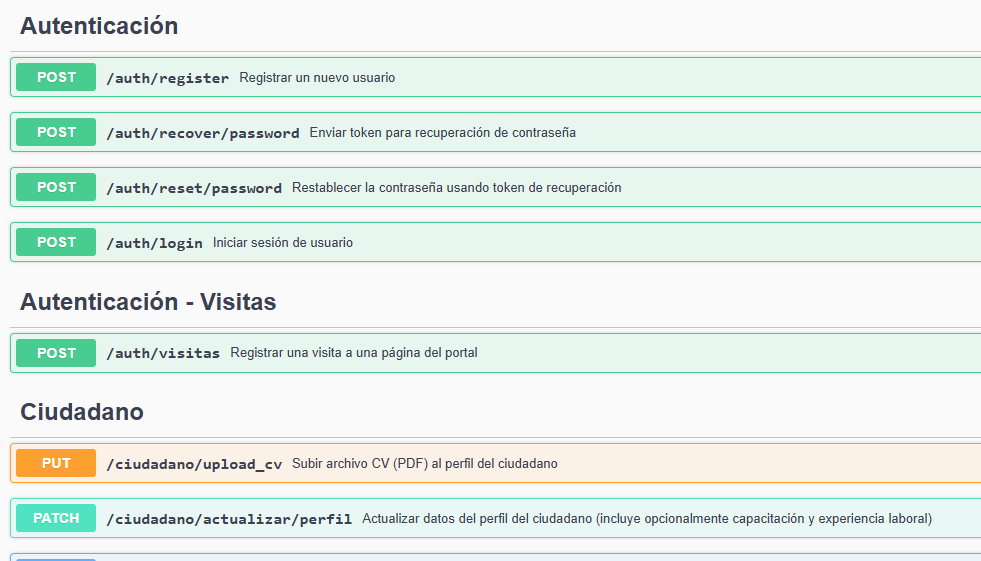 Autenticación
POST /auth/register Registrar un nuevo usuario
POST /auth/recover/password Enviar token para recuperación de contraseña
POST /auth/reset/password Restablecer la contraseña usando token de recuperación
POST /auth/login Iniciar sesión de usuario
Autenticación - Visitas
POST /auth/visitas Registrar una visita a una página del portal
Ciudadano
PUT /ciudadano/upload_cv Subir archivo CV (PDF) al perfil del ciudadano
PATCH /ciudadano/actualizar/perfil Actualizar datos del perfil del ciudadano (incluye opcionalmente capacitación y experiencia laboral)